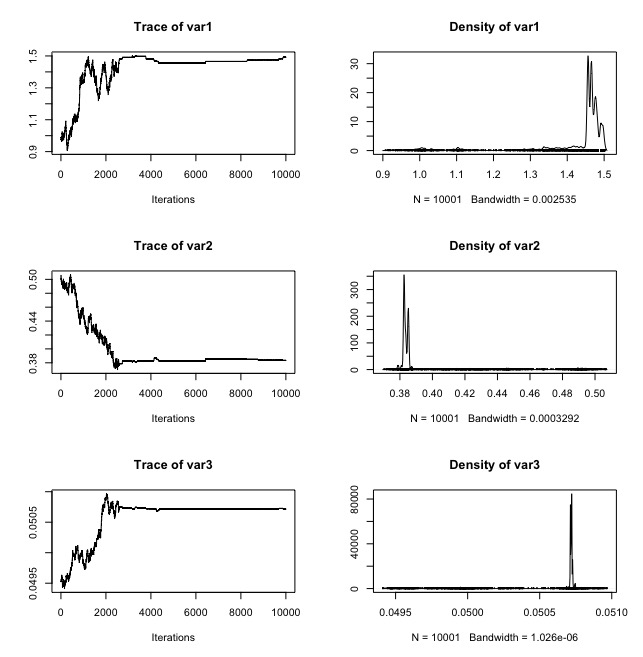 Trace of var1
0.9 1.1 1.3 1.5
0 2000 4000 6000 8000 10000
Iterations
Density of var1
0 10 20 30
0.9 1.0 1.1 1.2 1.3 1.4 1.5
N = 10001 Bandwidth = 0.002535
Trace of var2
0.38 0.44 0.50
0 2000 4000 6000 8000 10000
Iterations
Density of var2
0 100 200 300
0.38 0.40 0.42 0.44 0.46 0.48 0.50
N = 10001 Bandwidth = 0.0003292
Trace of var3
0.0495 0.0505
0 2000 4000 6000 8000 10000
Iterations
Density of var3
0 40000 80000
0.0495 0.0500 0.0505 0.0510
N = 10001 Bandwidth = 1.026e-06